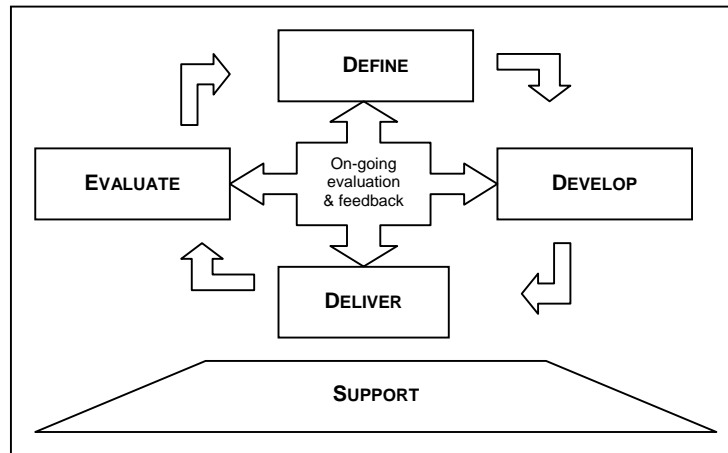 DEFINE
EVALUATE
On-going
evaluation
& feedback
DEVELOP
DELIVER
SUPPORT